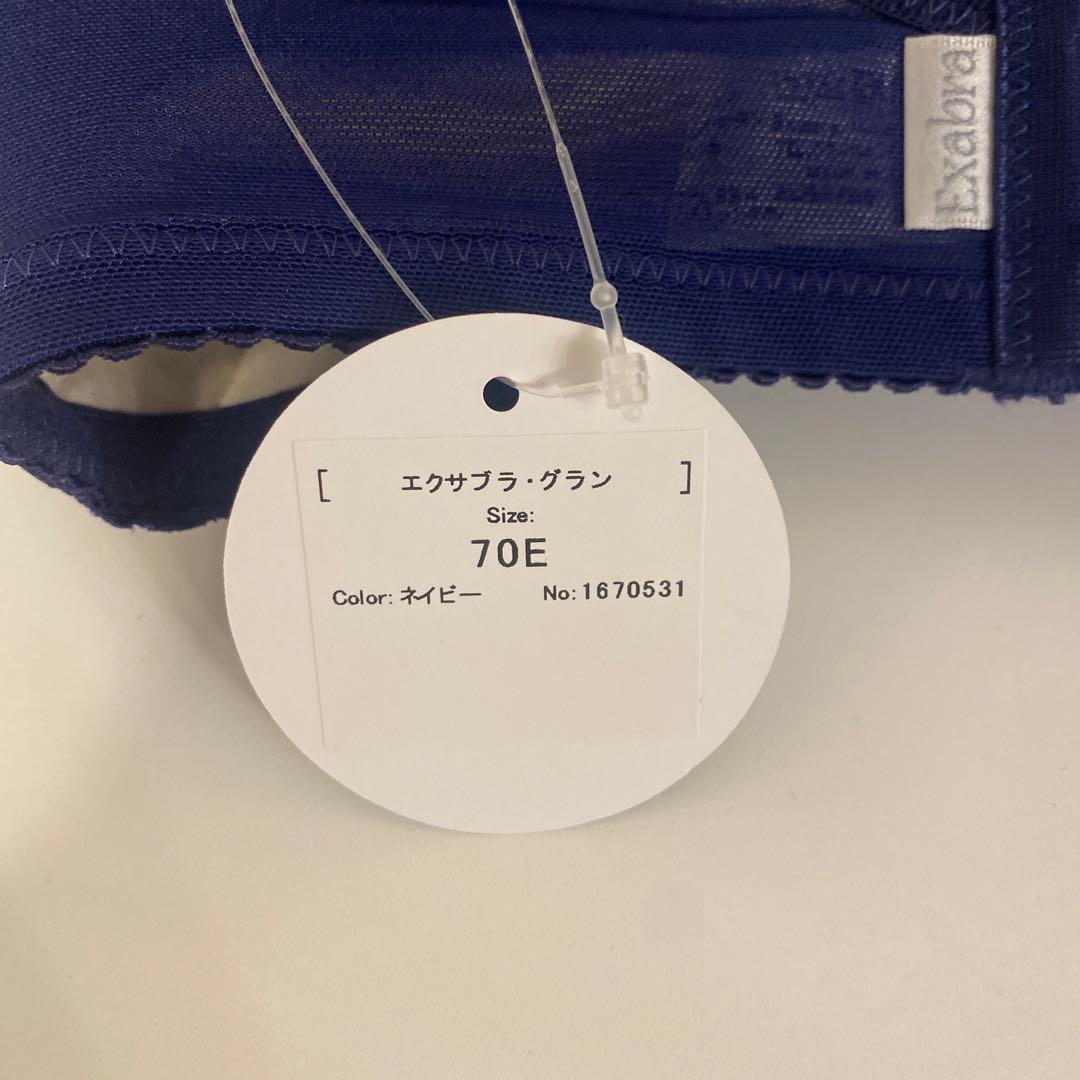 Exabra
[ エクサブラ・グラン ]
Size:
70E
Color: ネイビー No: 1670531